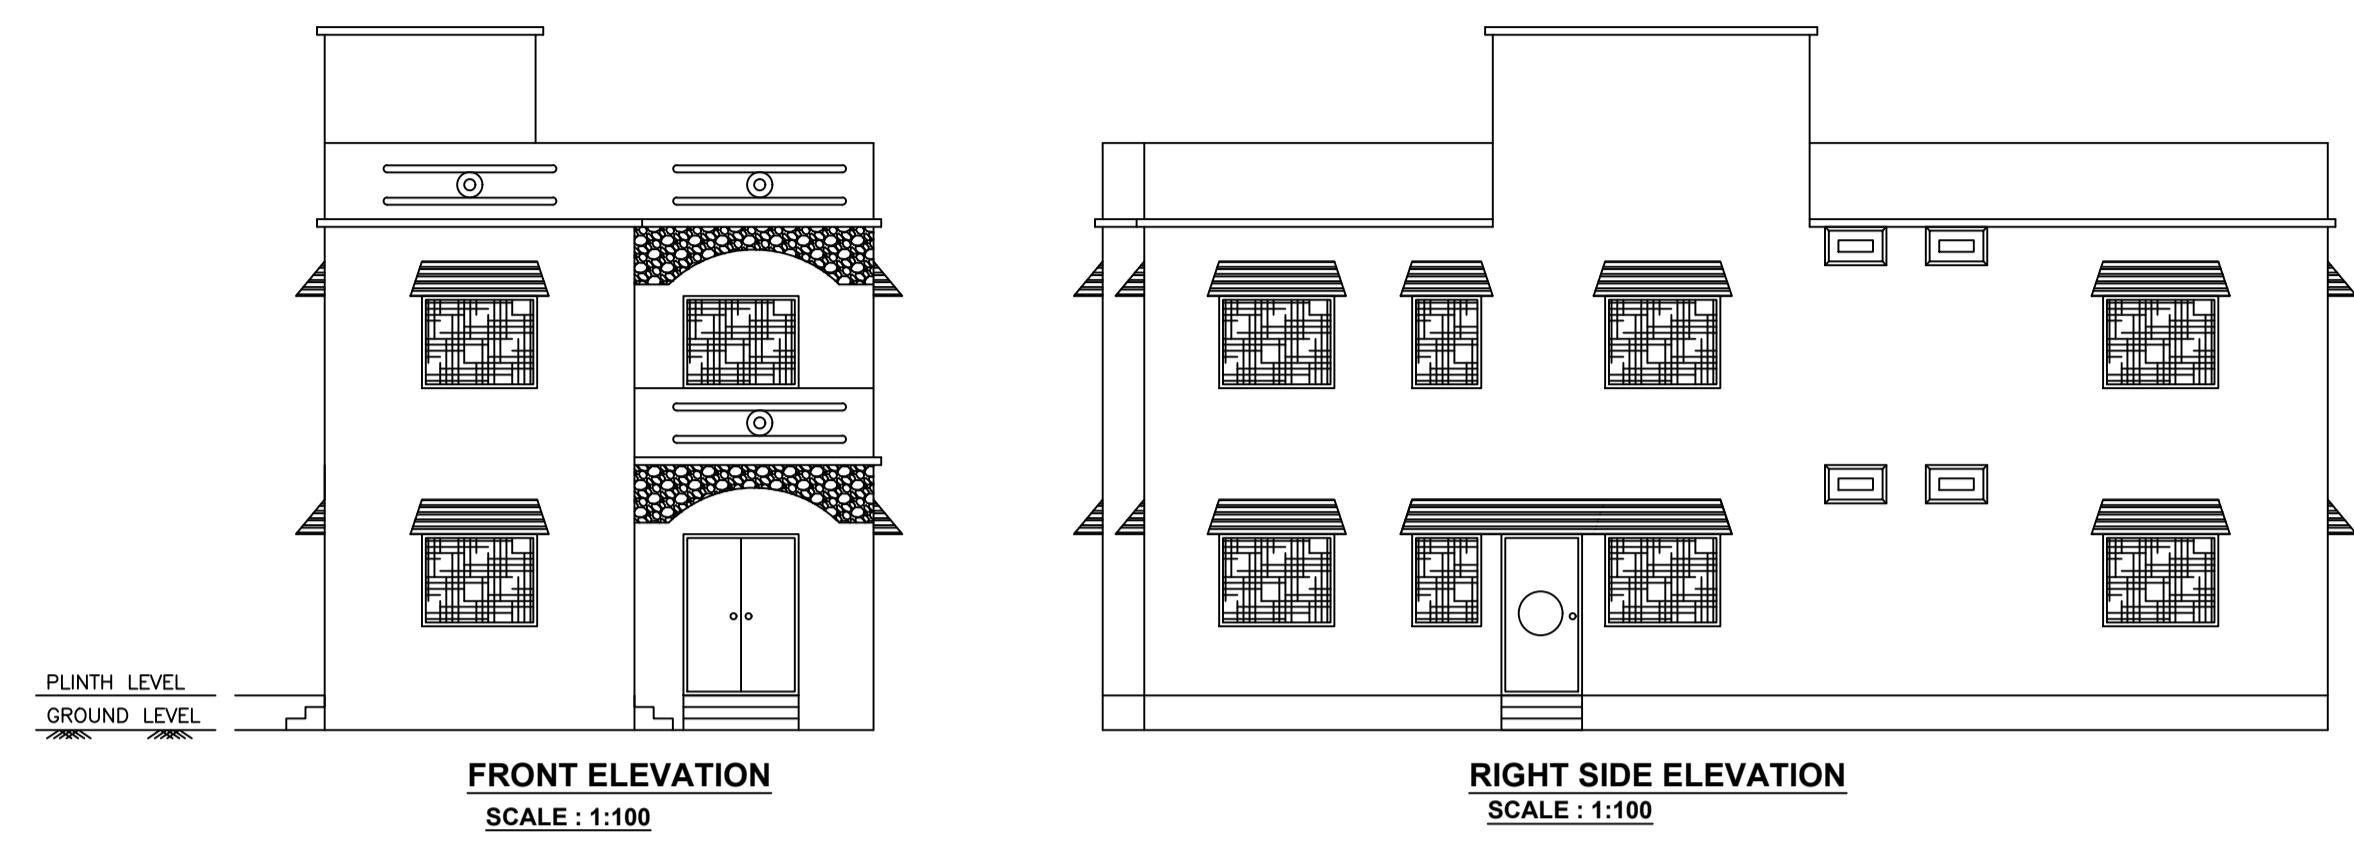 PLINTH LEVEL
GROUND LEVEL
FRONT ELEVATION
SCALE : 1:100
RIGHT SIDE ELEVATION
SCALE : 1:100